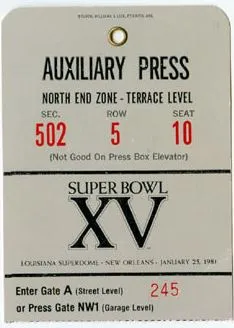 AUXILIARY PRESS
NORTH END ZONE - TERRACE LEVEL
SEC. ROW SEAT
502 5 10
(Not Good On Press Box Elevator)
SUPER BOWL
XV
LOUISIANA SUPERDOME - NEW ORLEANS - JANUARY 25, 1981
Enter Gate A (Street Level) 245
or Press Gate NW1 (Garage Level)